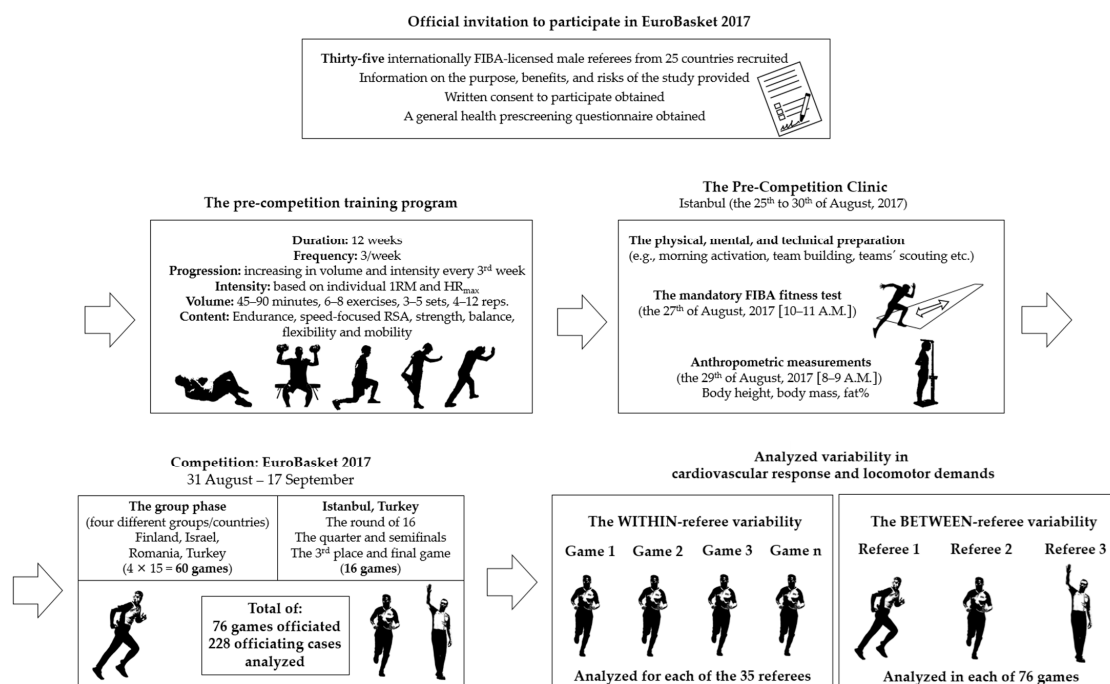 Official invitation to participate in EuroBasket 2017
Thirty-five internationally FIBA-licensed male referees from 25 countries recruited
Information on the purpose, benefits, and risks of the study provided
Written consent to participate obtained
A general health prescreening questionnaire obtained
The pre-competition training program
Duration: 12 weeks
Frequency: 3/week
Progression: increasing in volume and intensity every 3rd week
Intensity: based on individual 1RM and HRmax
Volume: 45–90 minutes, 6–8 exercises, 3–5 sets, 4–12 reps.
Content: Endurance, speed-focused RSA, strength, balance,
flexibility and mobility
The Pre-Competition Clinic
Istanbul (the 25th to 30th of August, 2017)
The physical, mental, and technical preparation
(e.g., morning activation, team building, teams´ scouting etc.)
The mandatory FIBA fitness test
(the 27th of August, 2017 [10–11 A.M.])
Anthropometric measurements
(the 29th of August, 2017 [8–9 A.M.])
Body height, body mass, fat%
Competition: EuroBasket 2017
31 August – 17 September
The group phase
(four different groups/countries)
Finland, Israel,
Romania, Turkey
(4 × 15 = 60 games)
Istanbul, Turkey
The round of 16
The quarter and semifinals
The 3rd place and final game
(16 games)
Total of:
76 games officiated
228 officiating cases
analyzed
Analyzed variability in
cardiovascular response and locomotor demands
The WITHIN-referee variability
Game 1 Game 2 Game 3 Game n
Analyzed for each of the 35 referees
The BETWEEN-referee variability
Referee 1 Referee 2 Referee 3
Analyzed in each of 76 games